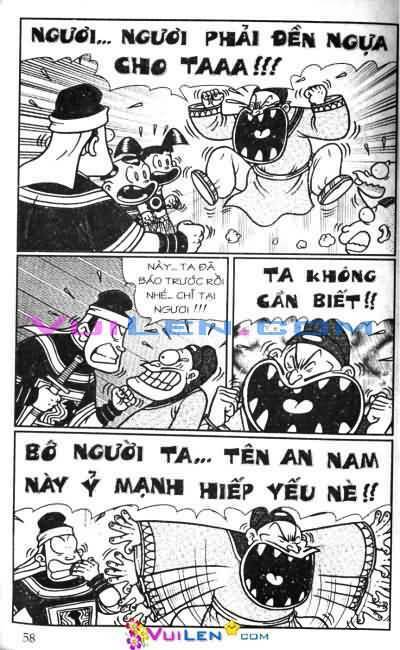 NGƯƠI... NGƯƠI PHẢI ĐỀN NGỰA
CHO TAAA!!!
NÀY... TA ĐÃ
BÁO TRƯỚC RỒI
NHÉ... CHỈ TẠI
NGƯƠI!!!
TA KHÔNG
CẦN BIẾT!!
VUILEN.COM
BỚ NGƯỜI TA... TÊN AN NAM
NÀY Ỷ MẠNH HIẾP YẾU NÈ!!
58
VUILEN.COM